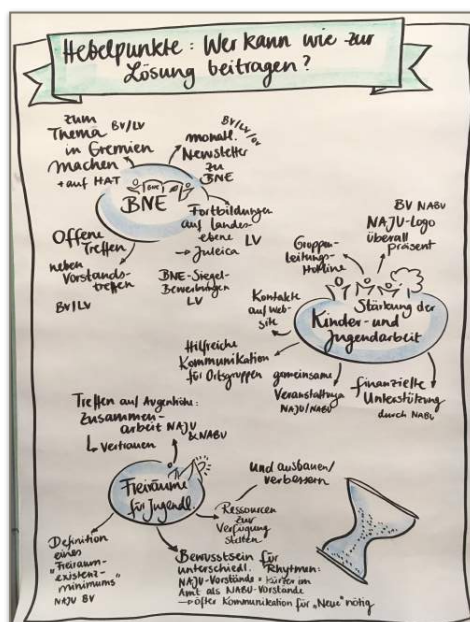 Hebelpunkte: Wer kann wie zur
Lösung beitragen?
zum
Thema BV/LV
in Gremien
machen
+ auf HAT
BV/LV/OV
monatl.
Newsletter
zu
BNE
BNE
BNE
Fortbildungen
auf Landes-
ebene LV
→ Juleica
Offene
Treffen
neben
Vorstands-
treffen
BV/LV
BNE-Siegel-
Bewerbungen
LV
BV NABU
NAJU-Logo
überall
präsent
Gruppen-
leitungs-
Hotline
Stärkung der
Kinder- und
Jugendarbeit
Kontakte
auf Web-
site
Hilfreiche
Kommunikation
für Ortsgruppen
gemeinsame
Veranstaltungen
NAJU/NABU
finanzielle
Unterstützung
durch NABU
Treffen auf Augenhöhe:
Zusammen-
arbeit NAJU
& NABU
↳ Vertrauen
Freiräume
für Jugendl.
und ausbauen/
verbessern
Ressourcen
zur
Verfügung
stellen
Definition
eines
"Freiraum-
existenz-
minimums"
NAJU BV
Bewusstsein für
unterschiedl. Rhytmen:
NAJU-Vorstände kürzer im
Amt als NABU-Vorstände
→ öfter Kommunikation für „Neue" nötig